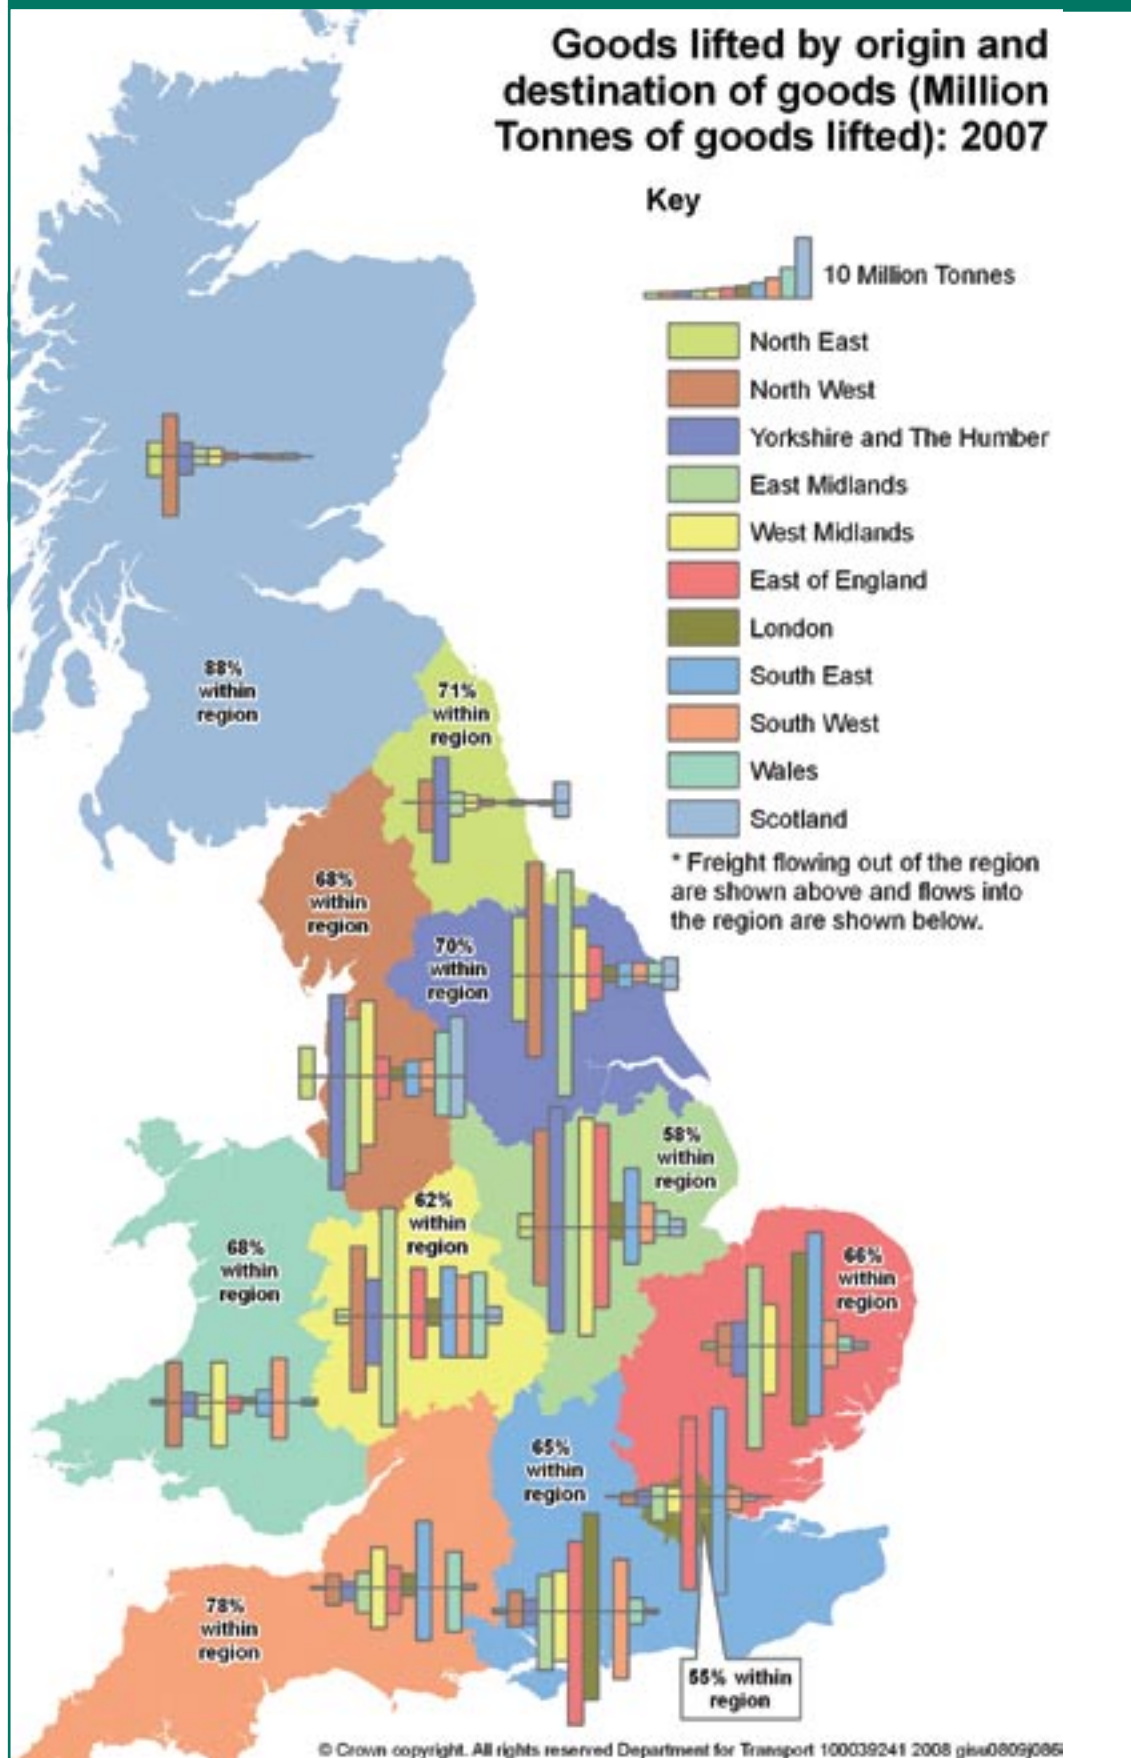 Goods lifted by origin and
destination of goods (Million
Tonnes of goods lifted): 2007
Key
10 Million Tonnes
North East
North West
Yorkshire and The Humber
East Midlands
West Midlands
East of England
London
South East
South West
Wales
Scotland
* Freight flowing out of the region
are shown above and flows into
the region are shown below.
88%
within
region
71%
within
region
68%
within
region
70%
within
region
58%
within
region
62%
within
region
68%
within
region
66%
within
region
65%
within
region
78%
within
region
55% within
region
© Crown copyright. All rights reserved Department for Transport 100039241 2008